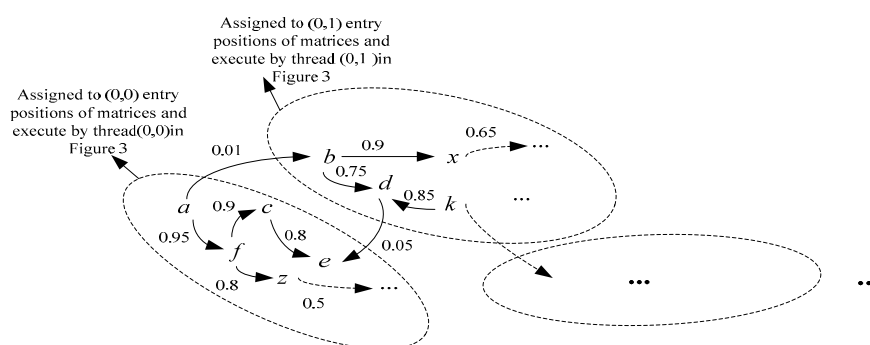 Assigned to (0,1) entry
positions of matrices and
execute by thread (0,1 )in
Figure 3
Assigned to (0,0) entry
positions of matrices and
execute by thread(0,0)in
Figure 3
0.01
b 0.9 x 0.65 ...
0.75 d
0.85 k ...
a 0.9 c
0.95 f 0.8 e 0.05
0.8 z 0.5 ...
... ..